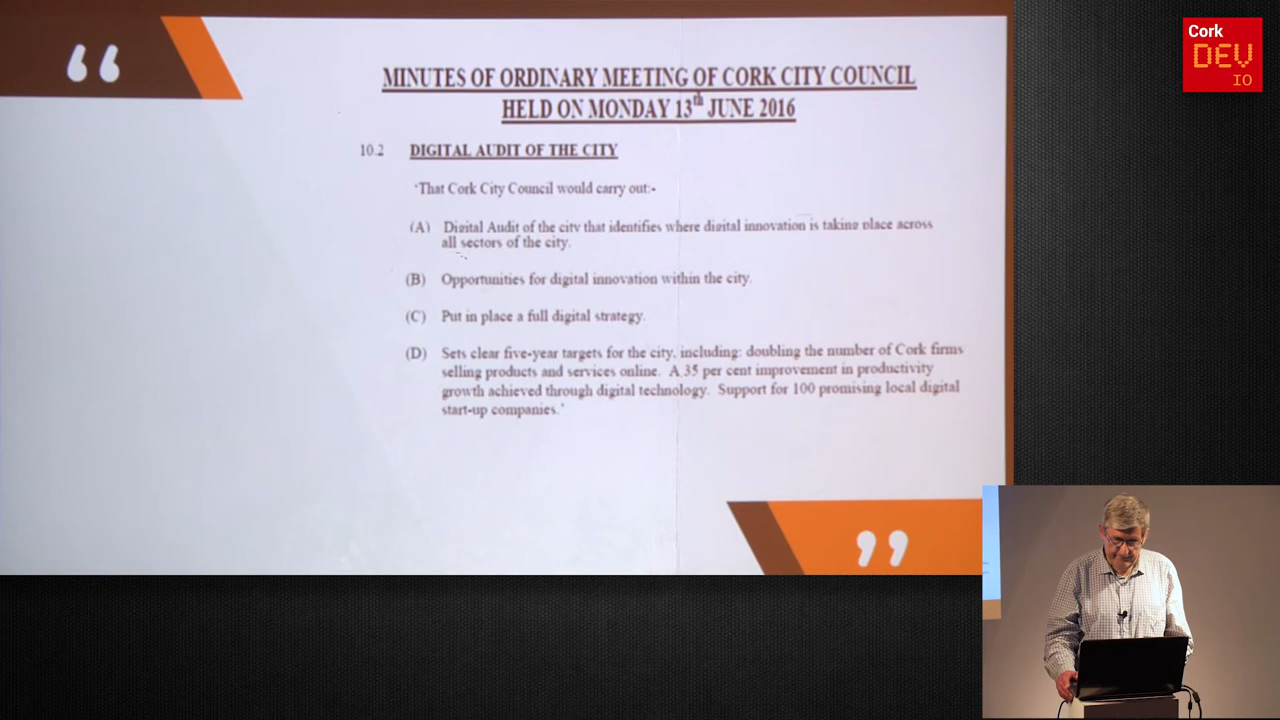 “
MINUTES OF ORDINARY MEETING OF CORK CITY COUNCIL
HELD ON MONDAY 13th JUNE 2016
10.2 DIGITAL AUDIT OF THE CITY
‘That Cork City Council would carry out:-
(A) Digital Audit of the city that identifies where digital innovation is taking place across
all sectors of the city.
(B) Opportunities for digital innovation within the city.
(C) Put in place a full digital strategy.
(D) Sets clear five-year targets for the city, including: doubling the number of Cork firms
selling products and services online. A 35 per cent improvement in productivity
growth achieved through digital technology. Support for 100 promising local digital
start-up companies.’
”
Cork
DEV
IO